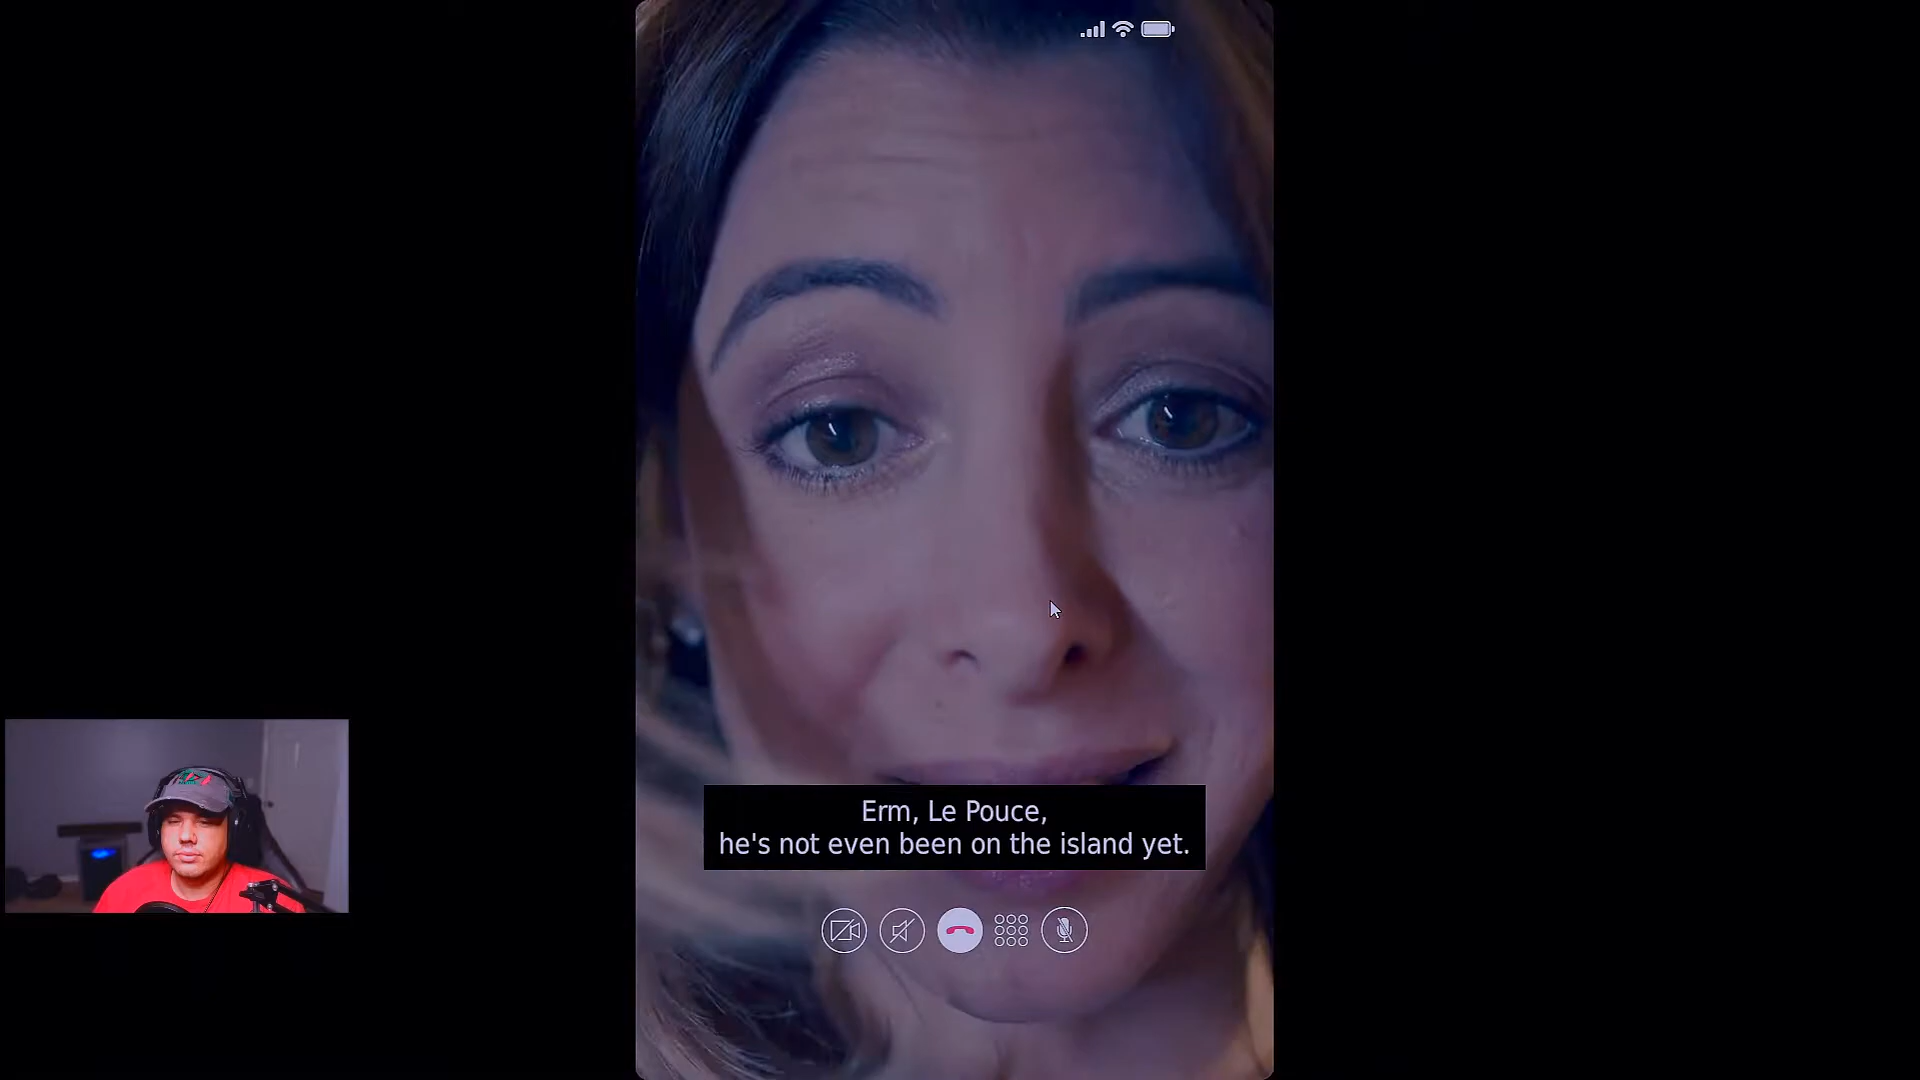 Erm, Le Pouce,
he's not even been on the island yet.